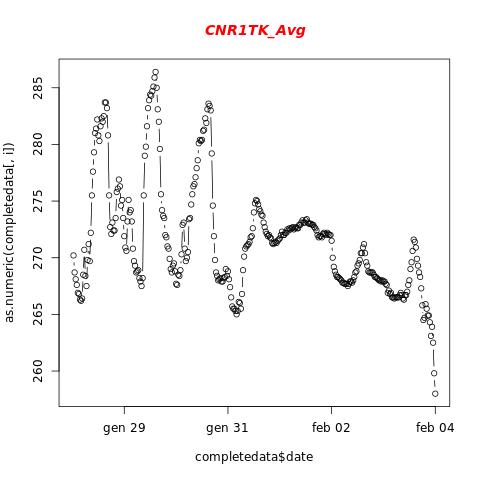 CNR1TK_Avg
as.numeric(completedata[, i])
285
280
275
270
265
260
gen 29
gen 31
feb 02
feb 04
completedata$date